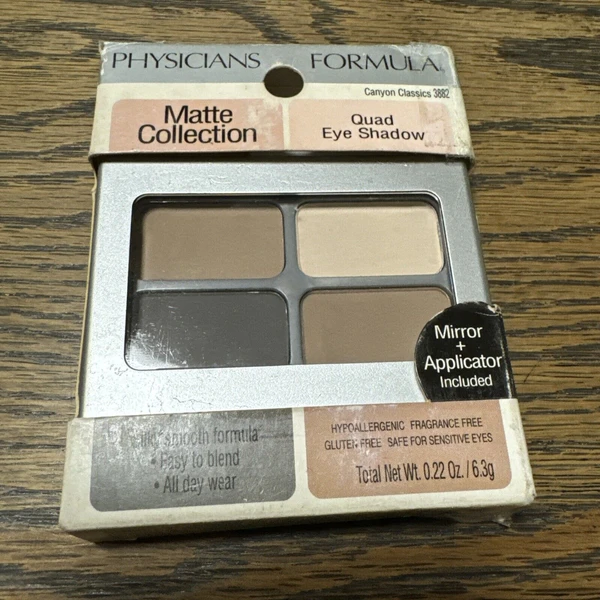 PHYSICIANS FORMULA
Canyon Classics 3882
Matte
Collection
Quad
Eye Shadow
Mirror
+
Applicator
Included
smooth formula
• Easy to blend
• All day wear
HYPOALLERGENIC FRAGRANCE FREE
GLUTEN FREE SAFE FOR SENSITIVE EYES
Total Net Wt. 0.22 Oz. / 6.3g